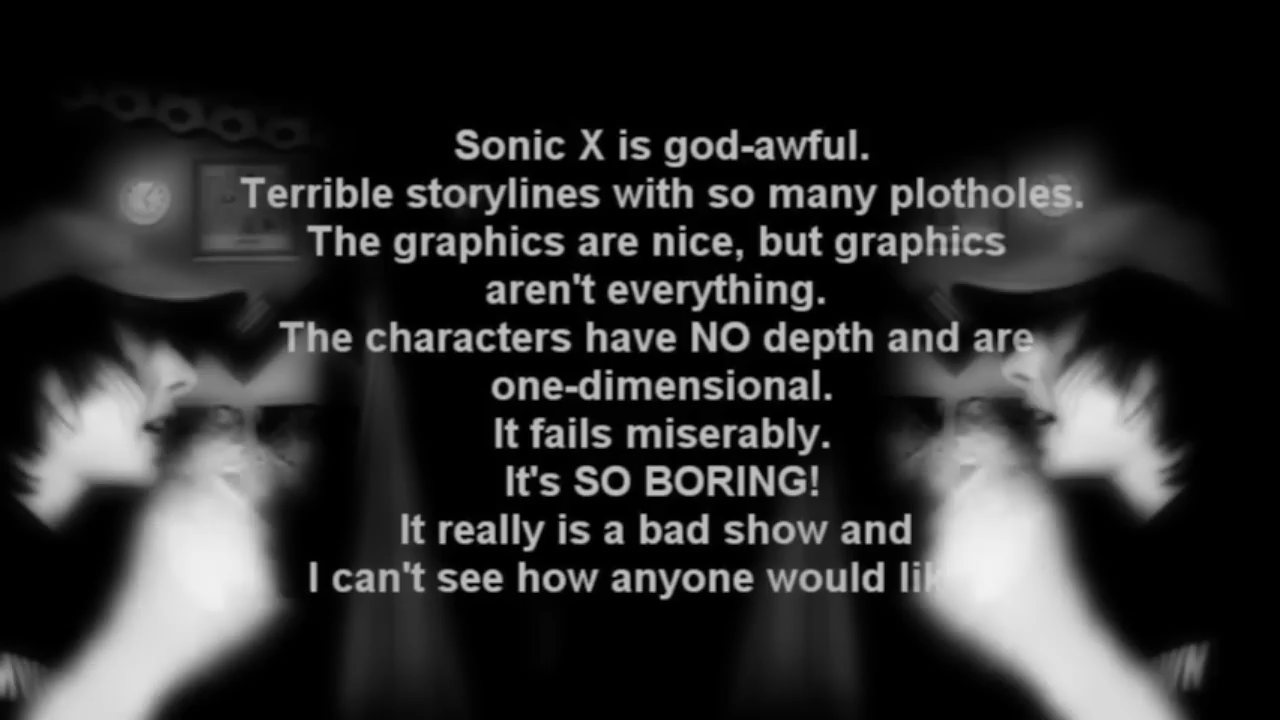 Sonic X is god-awful.
Terrible storylines with so many plotholes.
The graphics are nice, but graphics
aren't everything.
The characters have NO depth and are
one-dimensional.
It fails miserably.
It's SO BORING!
It really is a bad show and
I can't see how anyone would